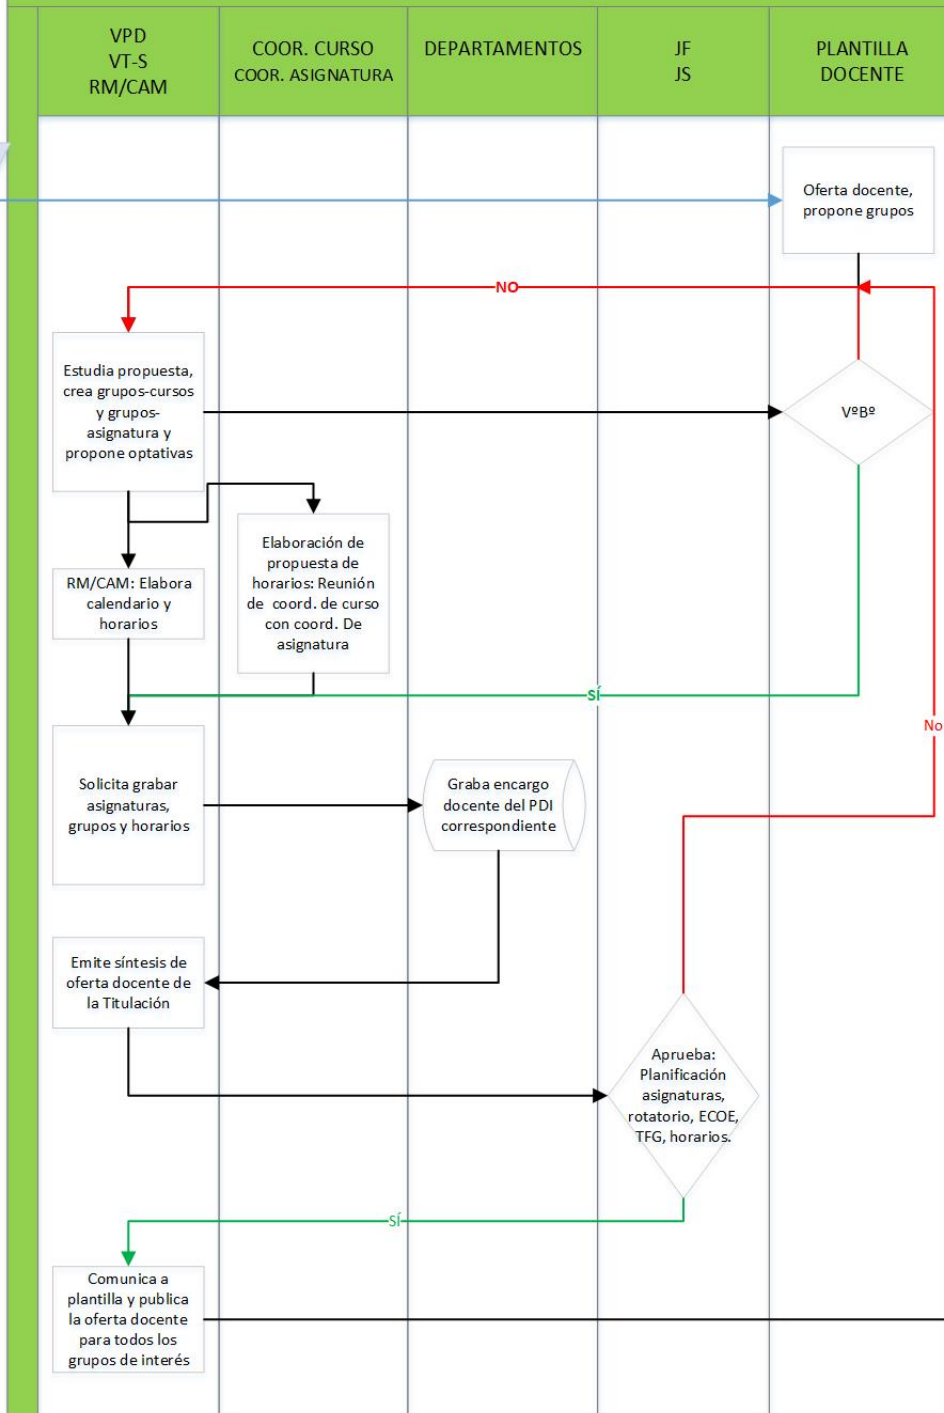 VPD
VT-S
RM/CAM
COOR. CURSO
COOR. ASIGNATURA
DEPARTAMENTOS
JF
JS
PLANTILLA
DOCENTE
Oferta docente,
propone grupos
NO
Estudia propuesta,
crea grupos-cursos
y grupos-
asignatura y
propone optativas
VºBº
Elaboración de
propuesta de
horarios: Reunión
de coord. de curso
con coord. De
asignatura
RM/CAM: Elabora
calendario y
horarios
SÍ
No
Solicita grabar
asignaturas,
grupos y horarios
Graba encargo
docente del PDI
correspondiente
Emite síntesis de
oferta docente de
la Titulación
Aprueba:
Planificación
asignaturas,
rotatorio, ECOE,
TFG, horarios.
SÍ
Comunica a
plantilla y publica
la oferta docente
para todos los
grupos de interés